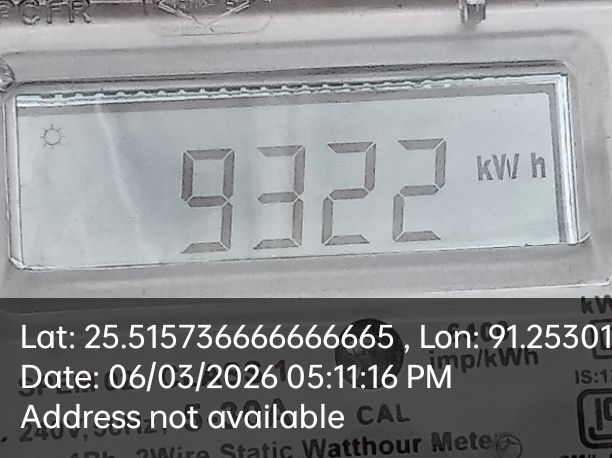 9322 kWh
Lat: 25.515736666666665 , Lon: 91.25301
Date: 06/03/2026 05:11:16 PM
imp/kWh
Address not available
CAL
2Wire Static Watthour Meter